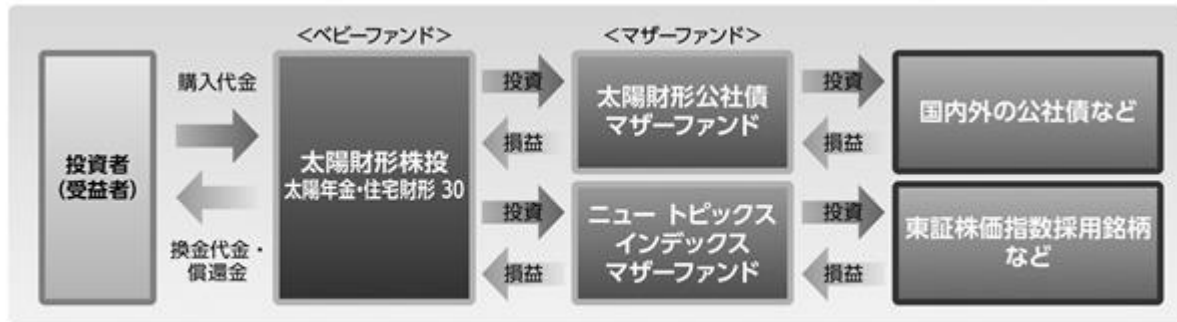 <ベビーファンド>
<マザーファンド>
購入代金
投資者
(受益者)
換金代金・
償還金
太陽財形株投
太陽年金・住宅財形 30
投資
損益
投資
損益
太陽財形公社債
マザーファンド
ニュー トピックス
インデックス
マザーファンド
投資
損益
投資
損益
国内外の公社債など
東証株価指数採用銘柄
など